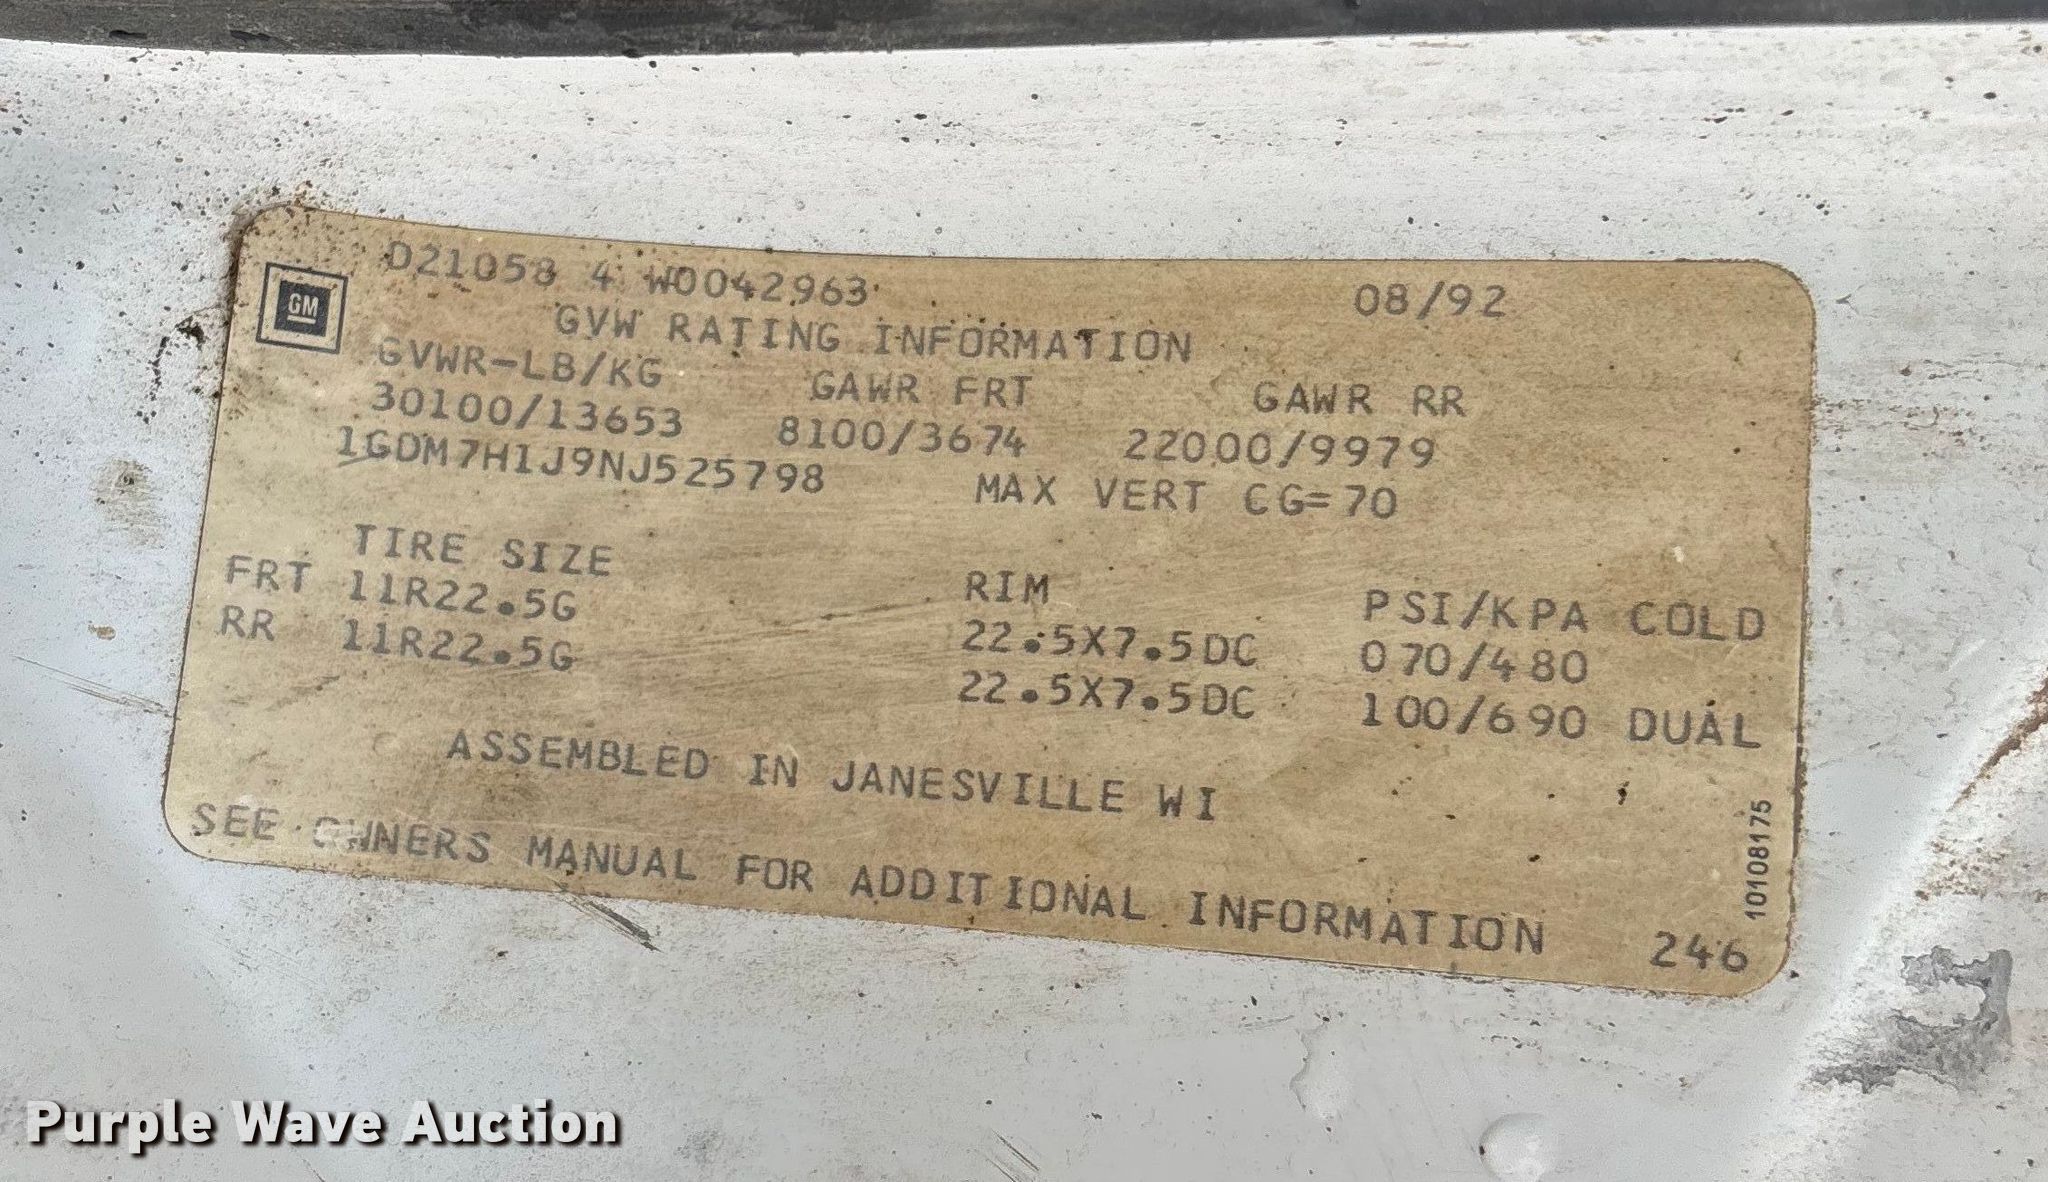 D21058 4 W0042963 08/92
GM
GVW RATING INFORMATION
GVWR-LB/KG GAWR FRT GAWR RR
30100/13653 8100/3674 22000/9979
1GDM7H1J9NJ525798 MAX VERT CG=70
TIRE SIZE RIM PSI/KPA COLD
FRT 11R22.5G 22.5X7.5DC 070/480
RR 11R22.5G 22.5X7.5DC 100/690 DUAL
ASSEMBLED IN JANESVILLE WI
SEE OWNERS MANUAL FOR ADDITIONAL INFORMATION 246
10108175
Purple Wave Auction